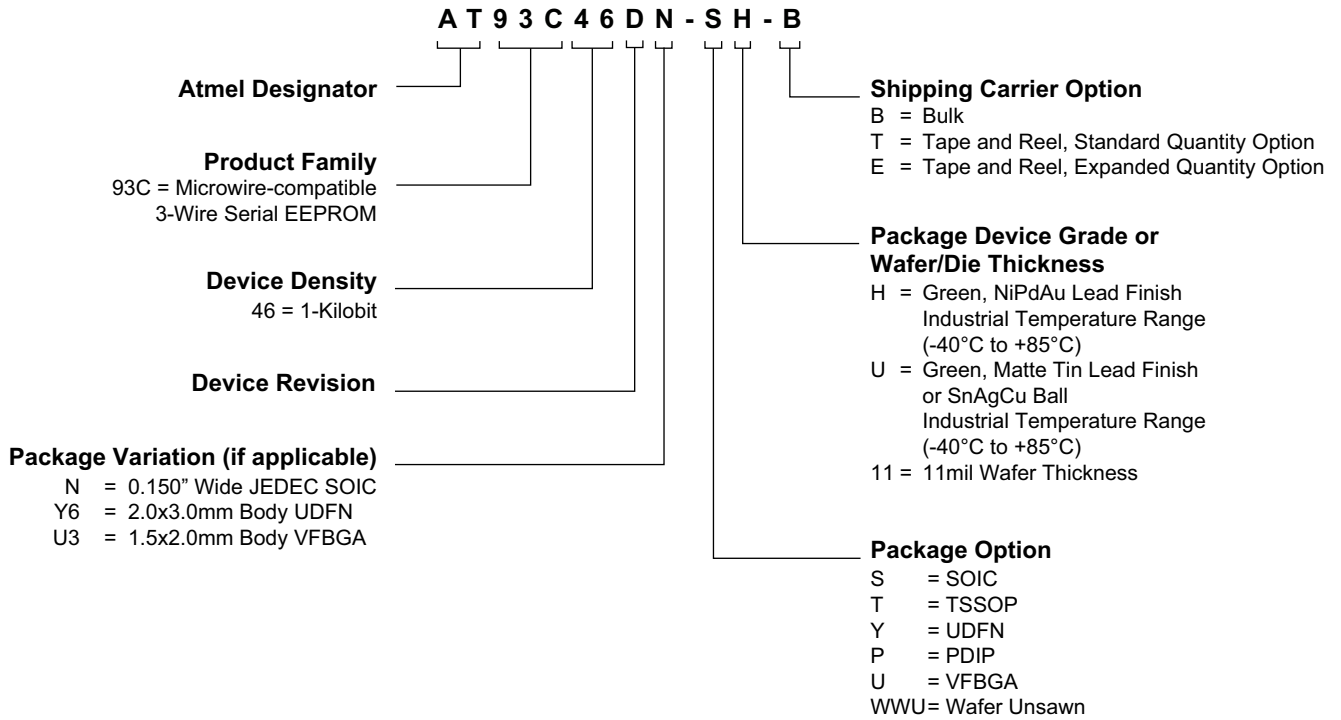 AT93C46DN-SH-B
Atmel Designator
Product Family
93C = Microwire-compatible
3-Wire Serial EEPROM
Device Density
46 = 1-Kilobit
Device Revision
Package Variation (if applicable)
N = 0.150” Wide JEDEC SOIC
Y6 = 2.0x3.0mm Body UDFN
U3 = 1.5x2.0mm Body VFBGA
Shipping Carrier Option
B = Bulk
T = Tape and Reel, Standard Quantity Option
E = Tape and Reel, Expanded Quantity Option
Package Device Grade or
Wafer/Die Thickness
H = Green, NiPdAu Lead Finish
Industrial Temperature Range
(-40°C to +85°C)
U = Green, Matte Tin Lead Finish
or SnAgCu Ball
Industrial Temperature Range
(-40°C to +85°C)
11 = 11mil Wafer Thickness
Package Option
S = SOIC
T = TSSOP
Y = UDFN
P = PDIP
U = VFBGA
WWU= Wafer Unsawn